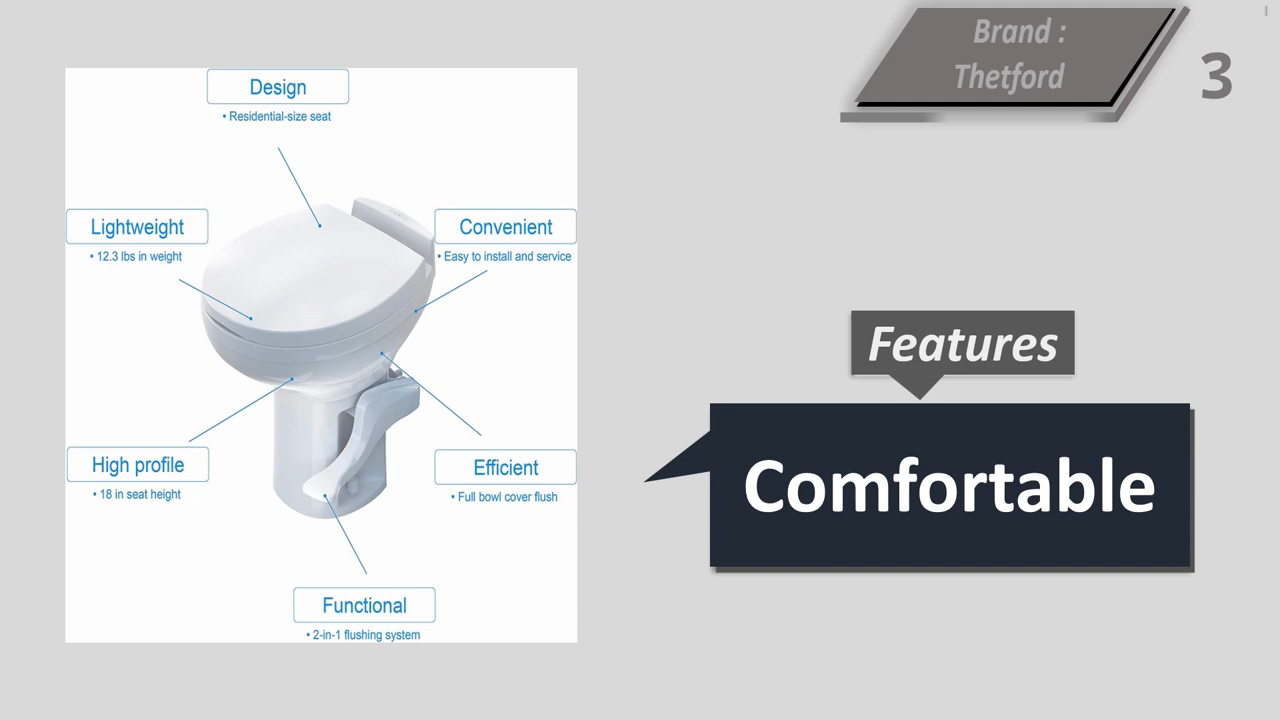 Brand :
Thetford
3
Design
• Residential-size seat
Lightweight
• 12.3 lbs in weight
Convenient
• Easy to install and service
High profile
• 18 in seat height
Efficient
• Full bowl cover flush
Functional
• 2-in-1 flushing system
Features
Comfortable